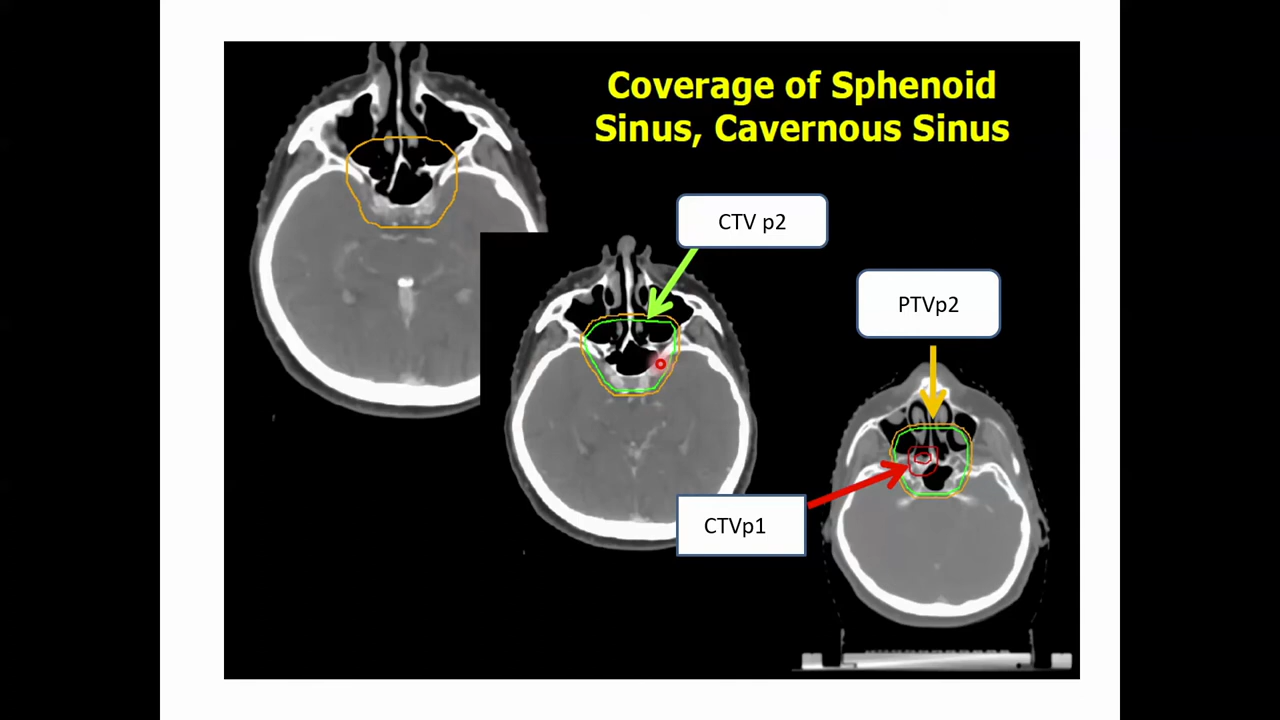 Coverage of Sphenoid
Sinus, Cavernous Sinus
CTV p2
PTVp2
CTVp1